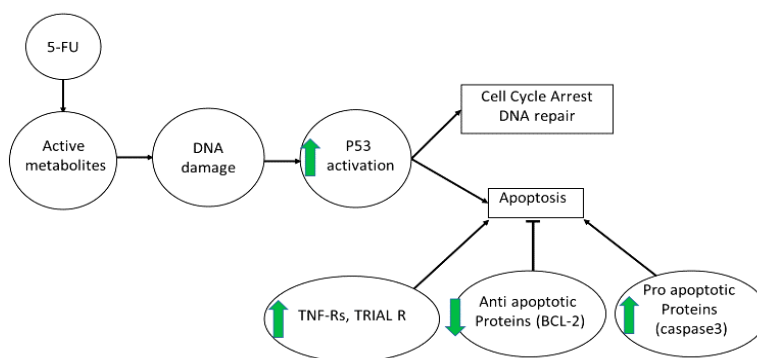 5-FU
Active
metabolites
DNA
damage
P53
activation
Cell Cycle Arrest
DNA repair
Apoptosis
TNF-Rs, TRIAL R
Anti apoptotic
Proteins (BCL-2)
Pro apoptotic
Proteins
(caspase3)